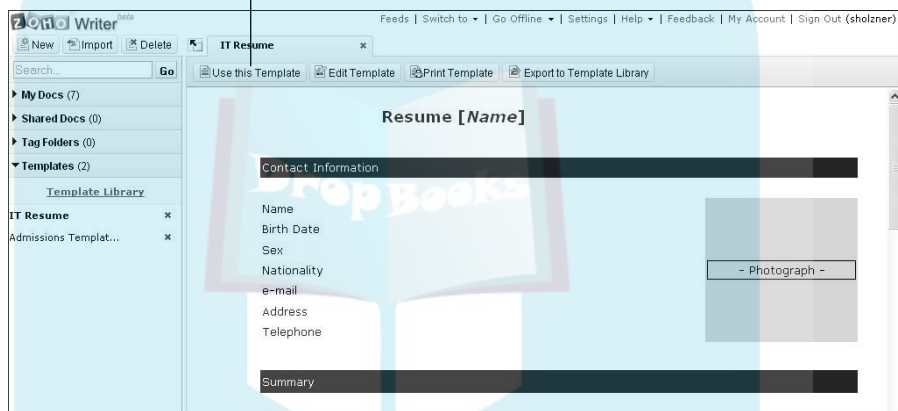 ZOHO Writer beta
Feeds | Switch to | Go Offline | Settings | Help | Feedback | My Account | Sign Out (sholzner)
New Import Delete
IT Resume ×
Search... Go
Use this Template Edit Template Print Template Export to Template Library
My Docs (7)
Shared Docs (0)
Tag Folders (0)
Templates (2)
Template Library
IT Resume ×
Admissions Templat... ×
Resume [Name]
Contact Information
Name
Birth Date
Sex
Nationality
e-mail
Address
Telephone
- Photograph -
Summary
DropBooks